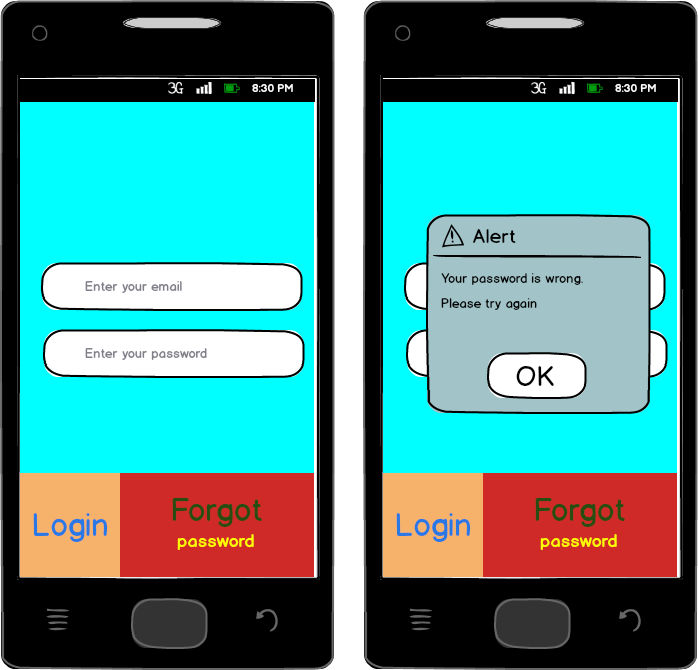 3G 8:30 PM
Enter your email
Enter your password
Login
Forgot
password
3G 8:30 PM
Alert
Your password is wrong.
Please try again
OK
Login
Forgot
password